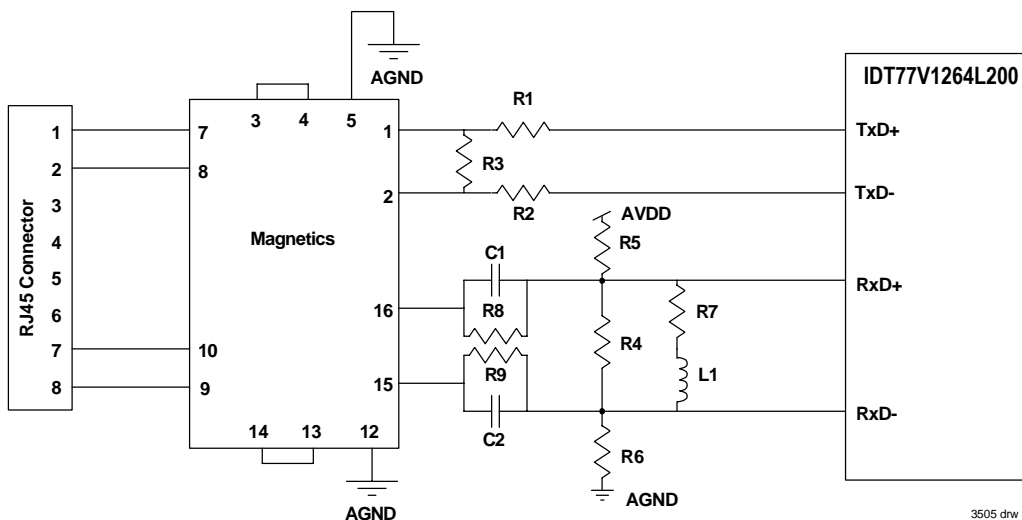 AGND
IDT77V1264L200
3 4 5
R1
1 7 1 TxD+
R3
2 8
2 TxD-
R2
3
AVDD
R5
4 Magnetics
C1
5
RxD+
16 R8
6
R7
R4
7 10
R9
15 L1
8 9
RxD-
C2
14 13 12
R6
AGND
AGND
RJ45 Connector
3505 drw